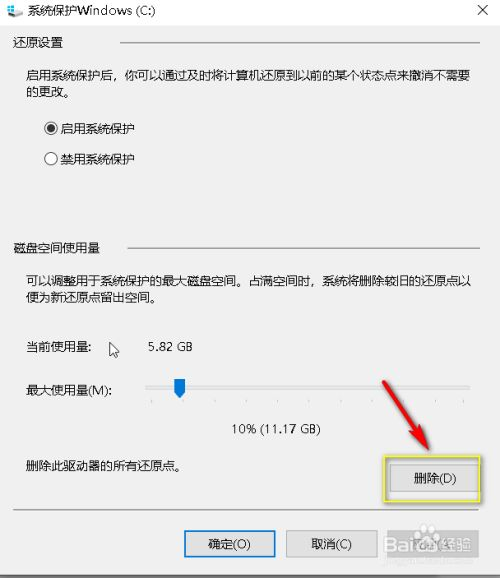 系统保护Windows (C:)
还原设置
启用系统保护后，你可以通过及时将计算机还原到以前的某个状态点来撤消不需要
的更改。
启用系统保护
禁用系统保护
磁盘空间使用量
可以调整用于系统保护的最大磁盘空间。占满空间时，系统将删除较旧的还原点以
便为新还原点留出空间。
当前使用量: 5.82 GB
最大使用量(M):
10% (11.17 GB)
删除此驱动器的所有还原点。
删除(D)
确定(O) 取消(C)
Baidu 经验